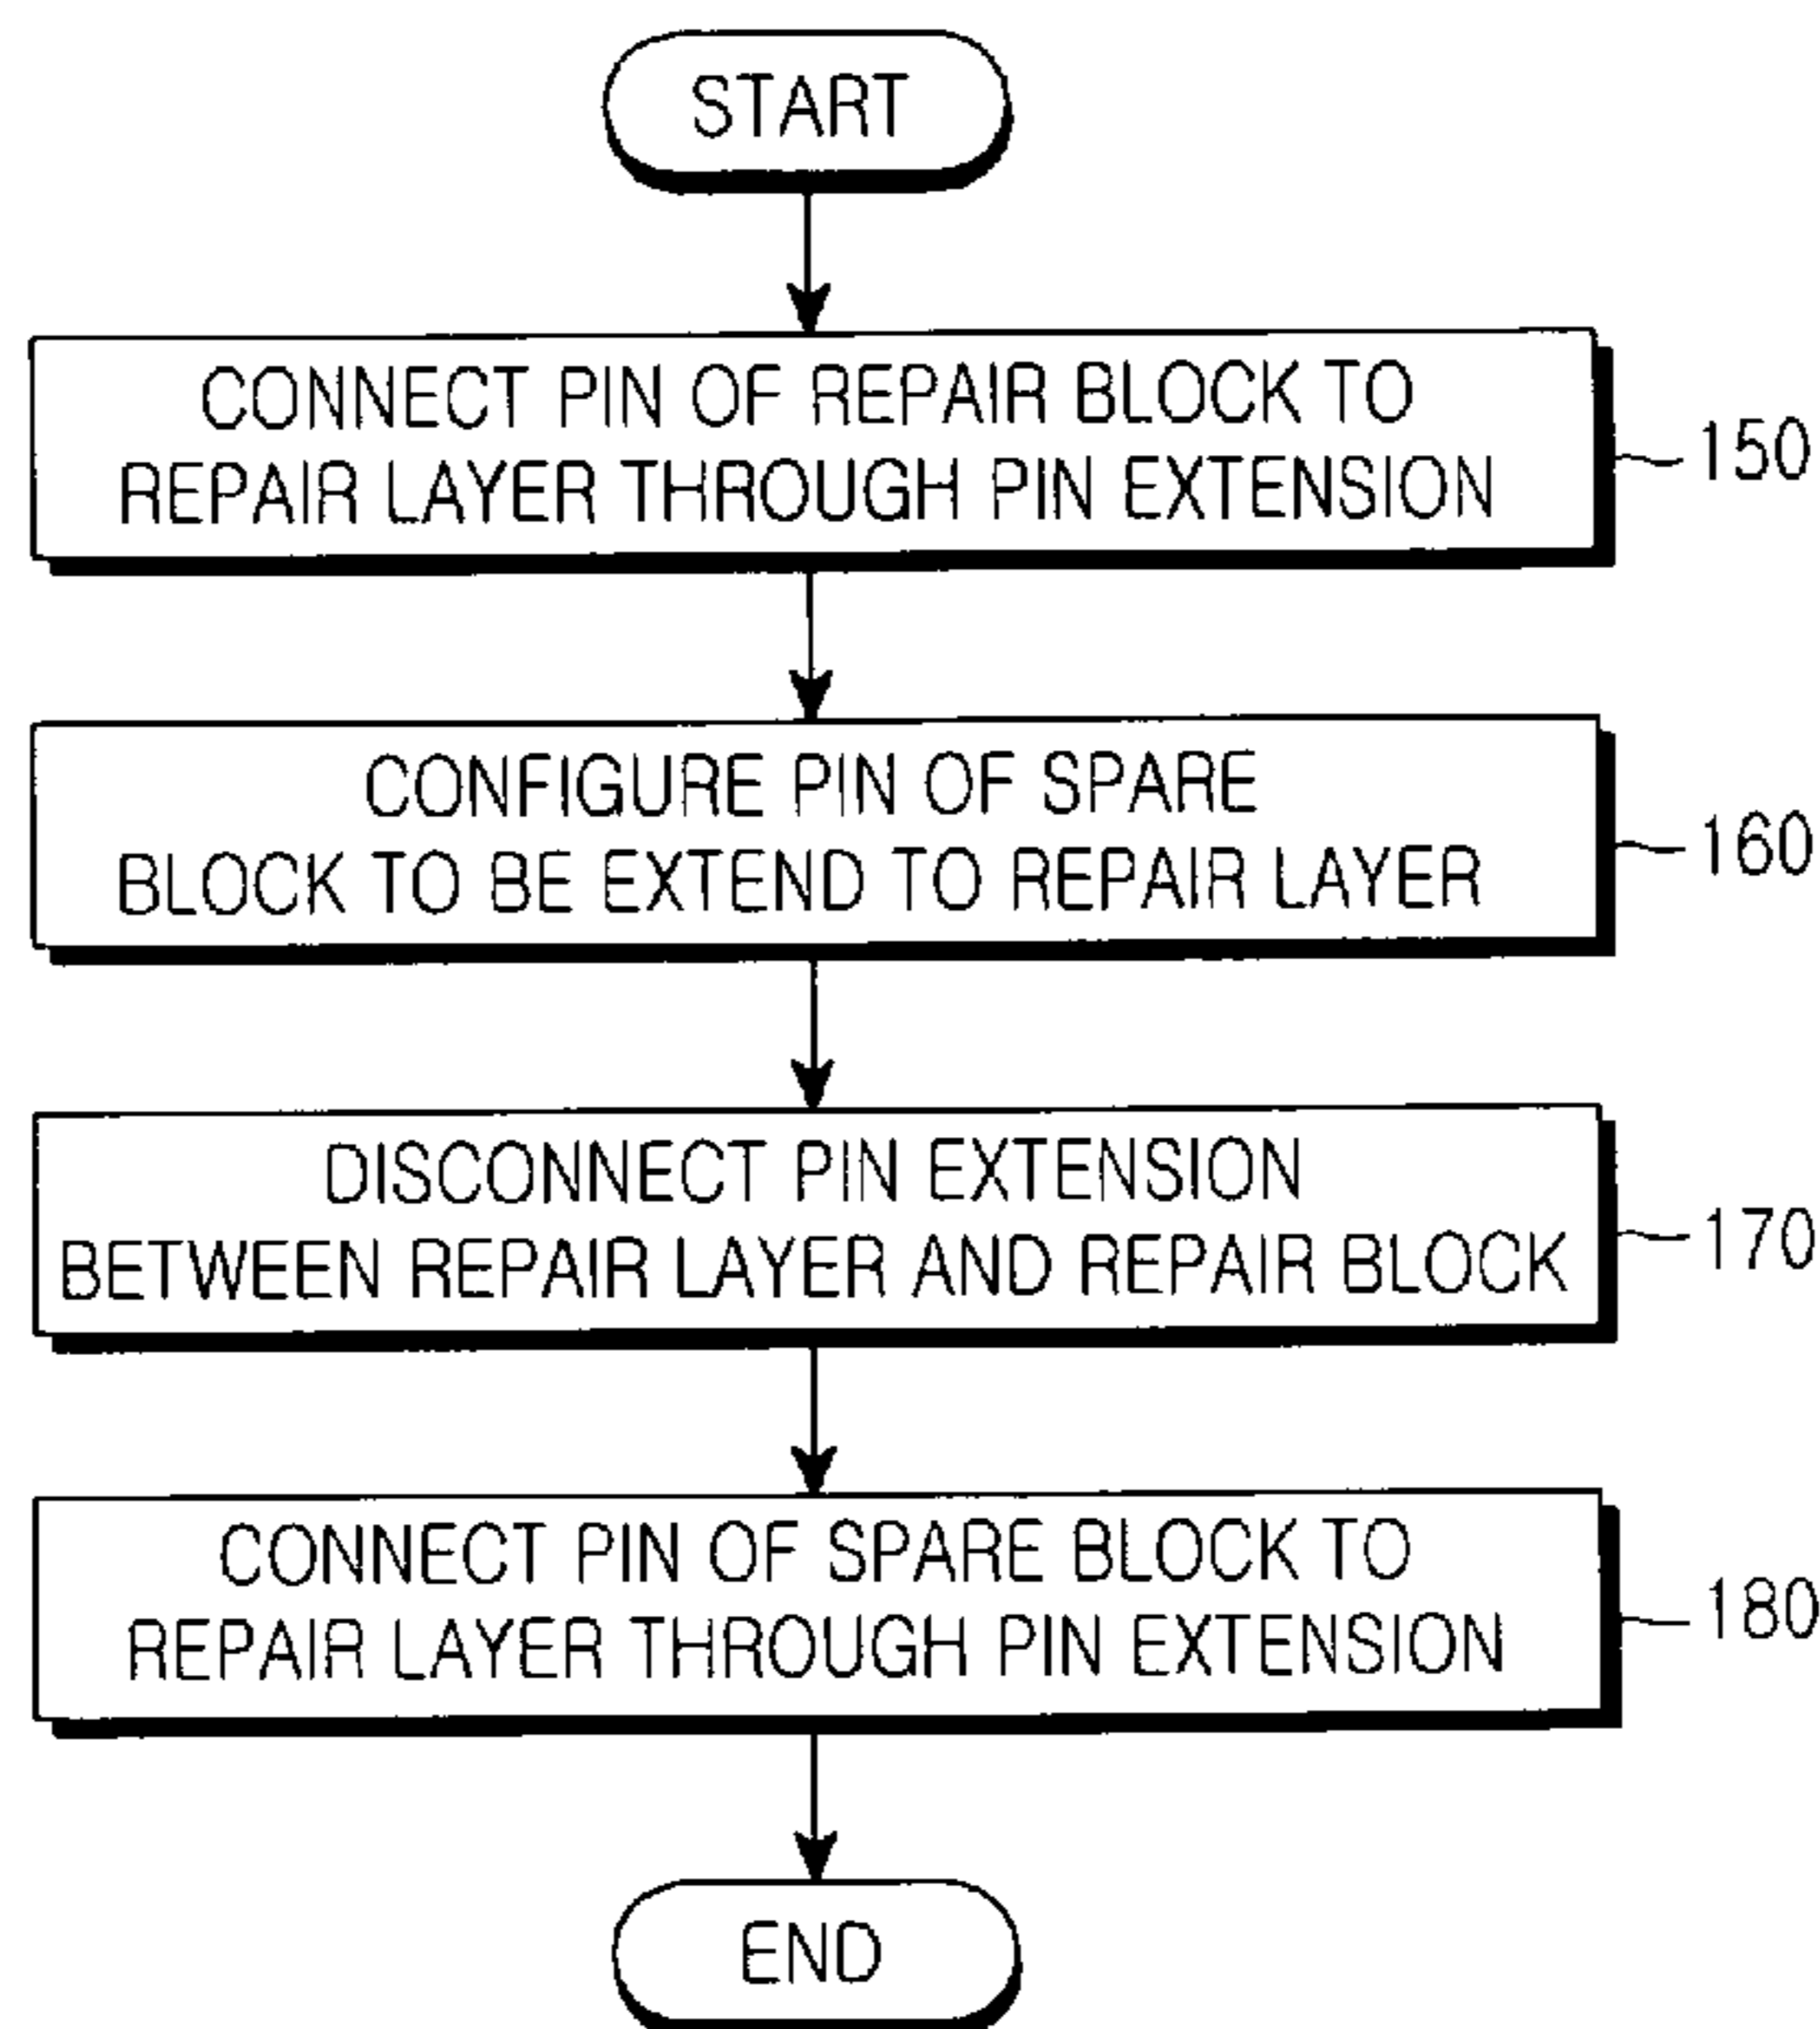 START
CONNECT PIN OF REPAIR BLOCK TO
REPAIR LAYER THROUGH PIN EXTENSION
150
CONFIGURE PIN OF SPARE
BLOCK TO BE EXTEND TO REPAIR LAYER
160
DISCONNECT PIN EXTENSION
BETWEEN REPAIR LAYER AND REPAIR BLOCK
170
CONNECT PIN OF SPARE BLOCK TO
REPAIR LAYER THROUGH PIN EXTENSION
180
END